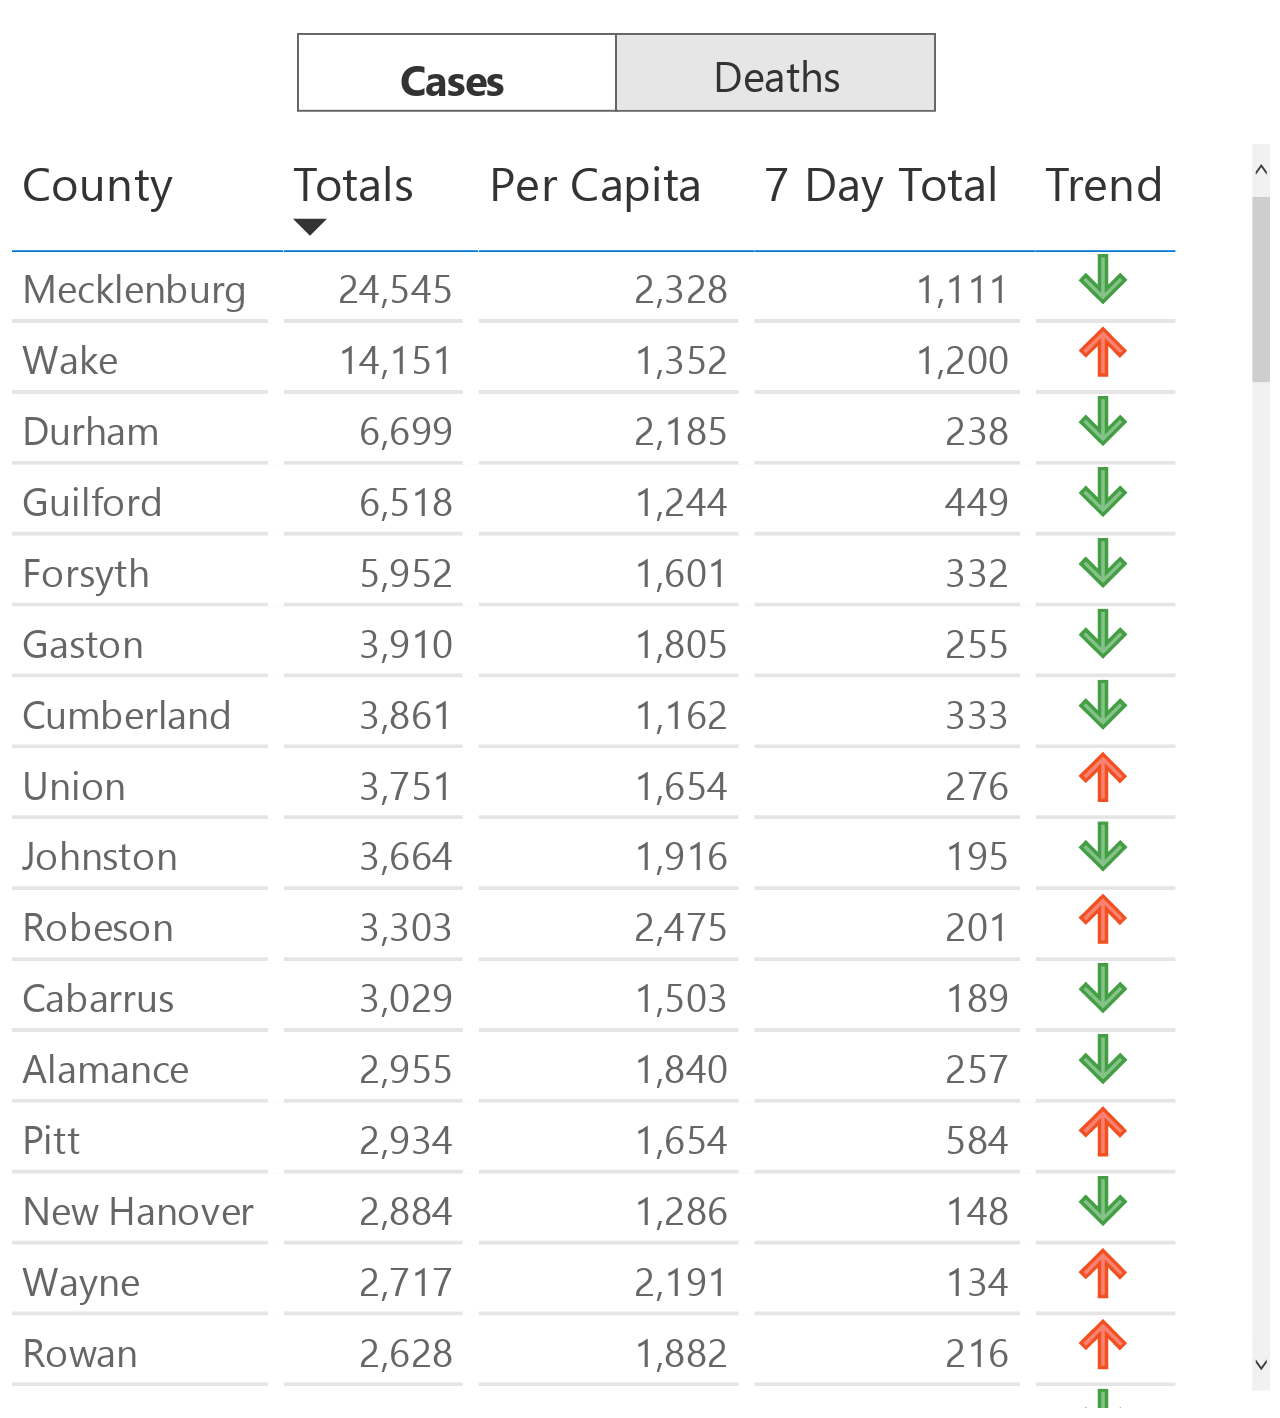 Cases Deaths
County Totals Per Capita 7 Day Total Trend
Mecklenburg 24,545 2,328 1,111
Wake 14,151 1,352 1,200
Durham 6,699 2,185 238
Guilford 6,518 1,244 449
Forsyth 5,952 1,601 332
Gaston 3,910 1,805 255
Cumberland 3,861 1,162 333
Union 3,751 1,654 276
Johnston 3,664 1,916 195
Robeson 3,303 2,475 201
Cabarrus 3,029 1,503 189
Alamance 2,955 1,840 257
Pitt 2,934 1,654 584
New Hanover 2,884 1,286 148
Wayne 2,717 2,191 134
Rowan 2,628 1,882 216